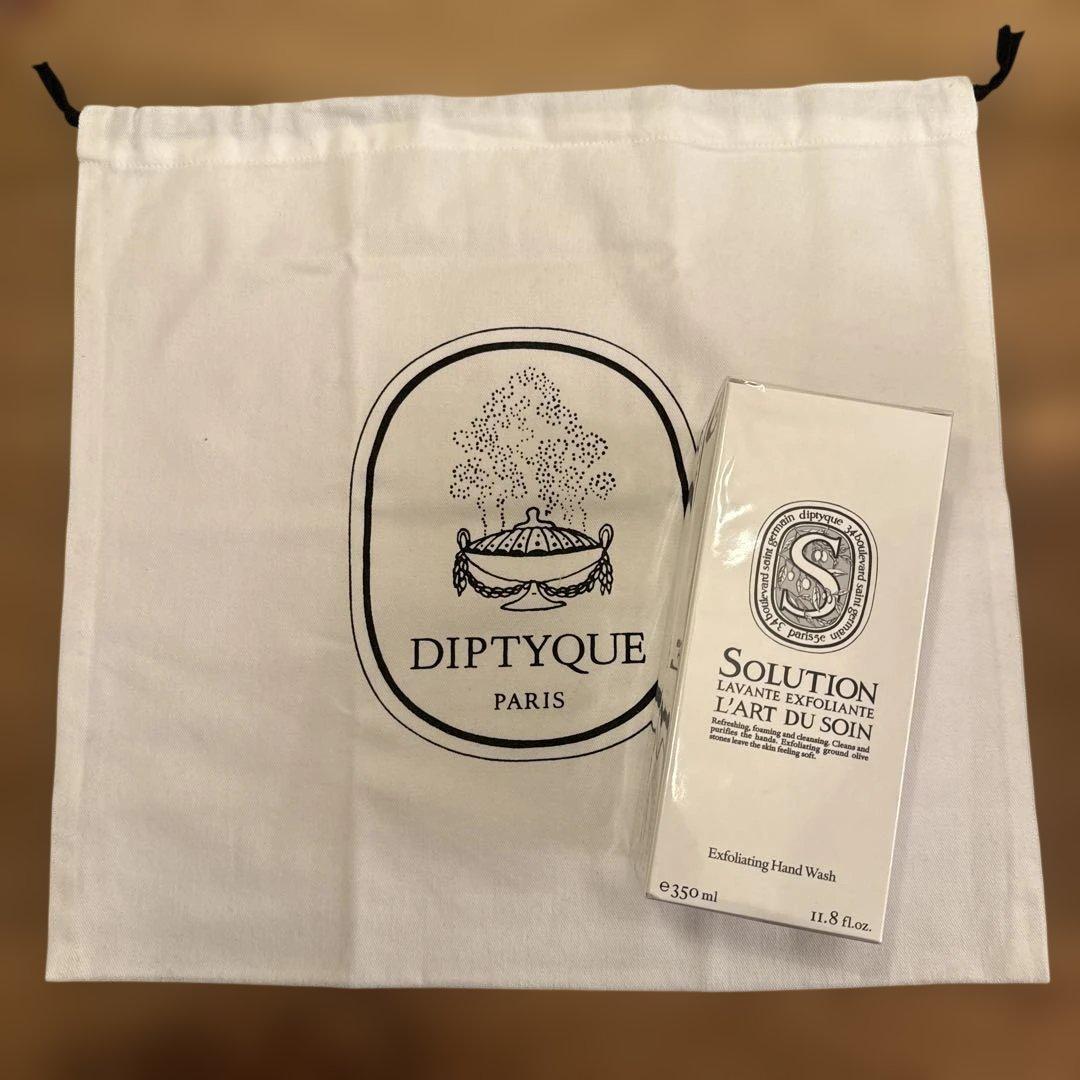 DIPTYQUE
PARIS
34 boulevard saint germain diptyque 34 boulevard saint germain paris5e
S
SOLUTION
LAVANTE EXFOLIANTE
L'ART DU SOIN
Refreshing, foaming and cleansing. Cleans and
purifies the hands. Exfoliating ground olive
stones leave the skin feeling soft.
Exfoliating Hand Wash
e 350 ml
11.8 fl.oz.